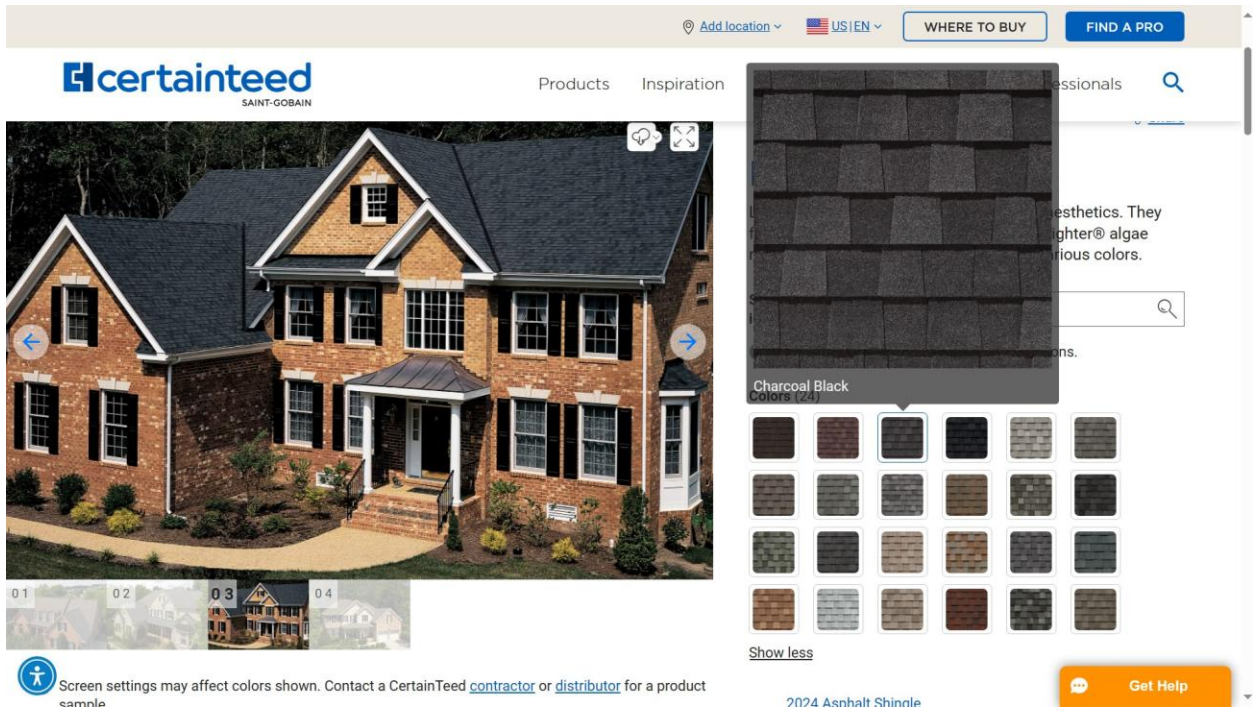 Add location
US|EN
WHERE TO BUY
FIND A PRO
certainteed
SAINT-GOBAIN
Products Inspiration essionals
esthetics. They
ighter® algae
rious colors.
ons.
Charcoal Black
Colors (24)
01 02 03 04
Show less
Screen settings may affect colors shown. Contact a CertainTeed contractor or distributor for a product
sample
2024 Asphalt Shingle
Get Help